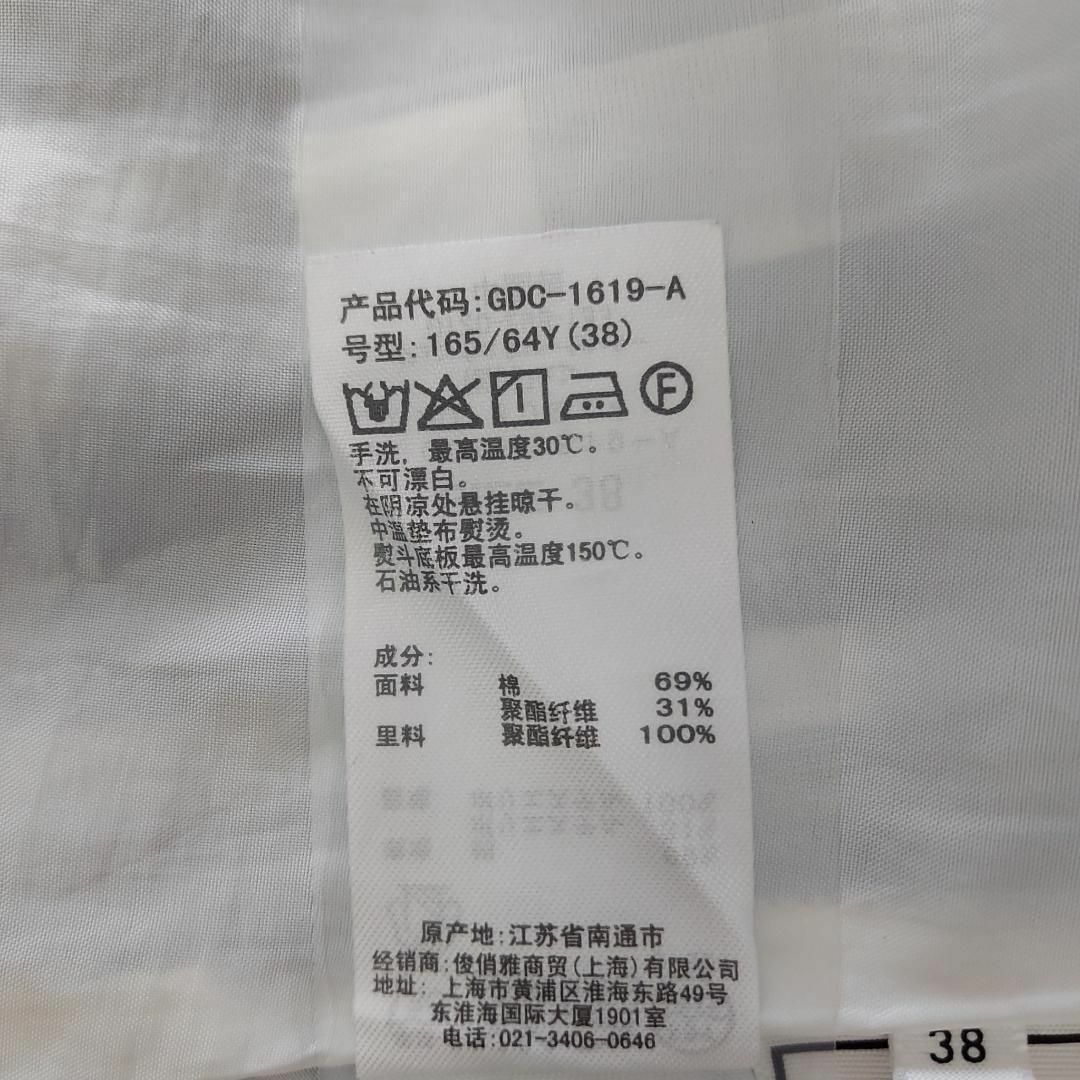 产品代码:GDC-1619-A
号型:165/64Y(38)
F
手洗，最高温度30℃。
不可漂白。
在阴凉处悬挂晾干。
中温垫布熨烫。
熨斗底板最高温度150℃。
石油系干洗。
成分:
面料 棉 69%
聚酯纤维 31%
里料 聚酯纤维 100%
原产地:江苏省南通市
经销商:俊俏雅商贸(上海)有限公司
地址: 上海市黄浦区淮海东路49号
东淮海国际大厦1901室
电话:021-3406-0646
38